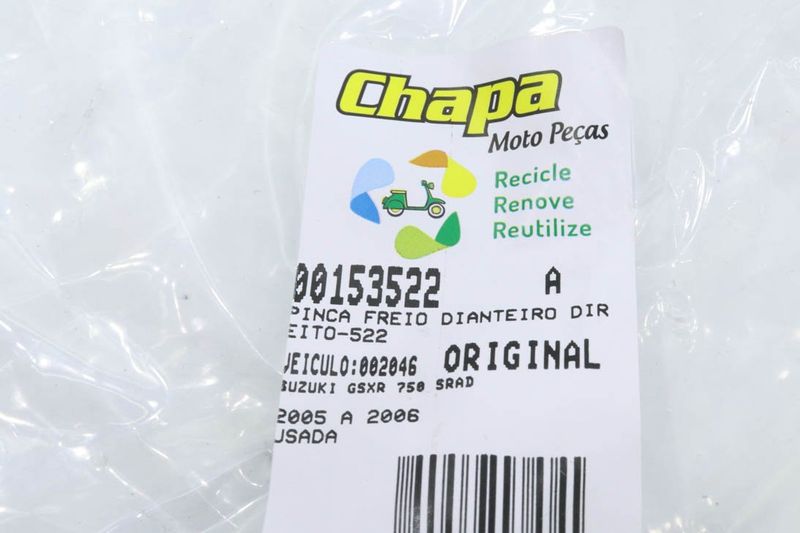 Chapa
Moto Peças
Recicle
Renove
Reutilize
00153522 A
PINCA FREIO DIANTEIRO DIR
EITO-522
VEICULO:002046 ORIGINAL
SUZUKI GSXR 750 SRAD
2005 A 2006
USADA